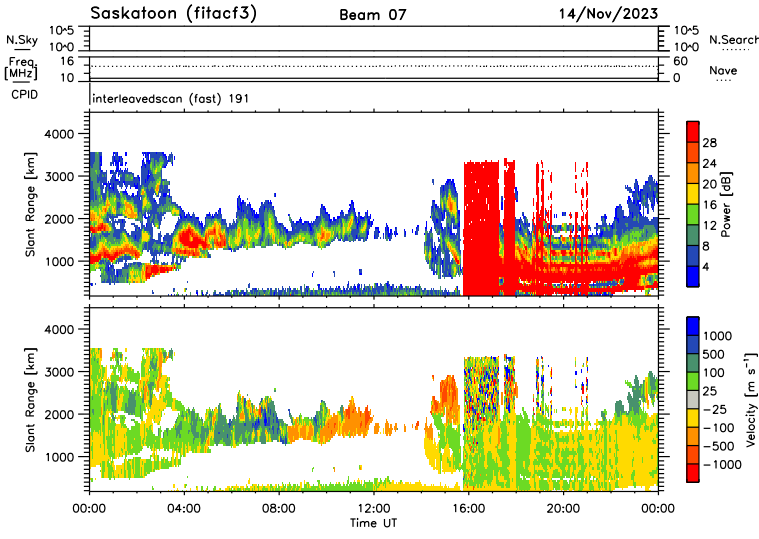 Saskatoon (fitacf3) Beam 07 14/Nov/2023
N.Sky 10^5 10^5 N.Search
10^0 10^0
Freq. 16 60 Nave
[MHz] 10 0
CPID interleavedscan (fast) 191
Slant Range [km]
4000
3000
2000
1000
28
24
20
16
12
8
4
Power [dB]
Slant Range [km]
4000
3000
2000
1000
1000
500
100
25
-25
-100
-500
-1000
Velocity [m s⁻¹]
00:00 04:00 08:00 12:00 16:00 20:00 00:00
Time UT